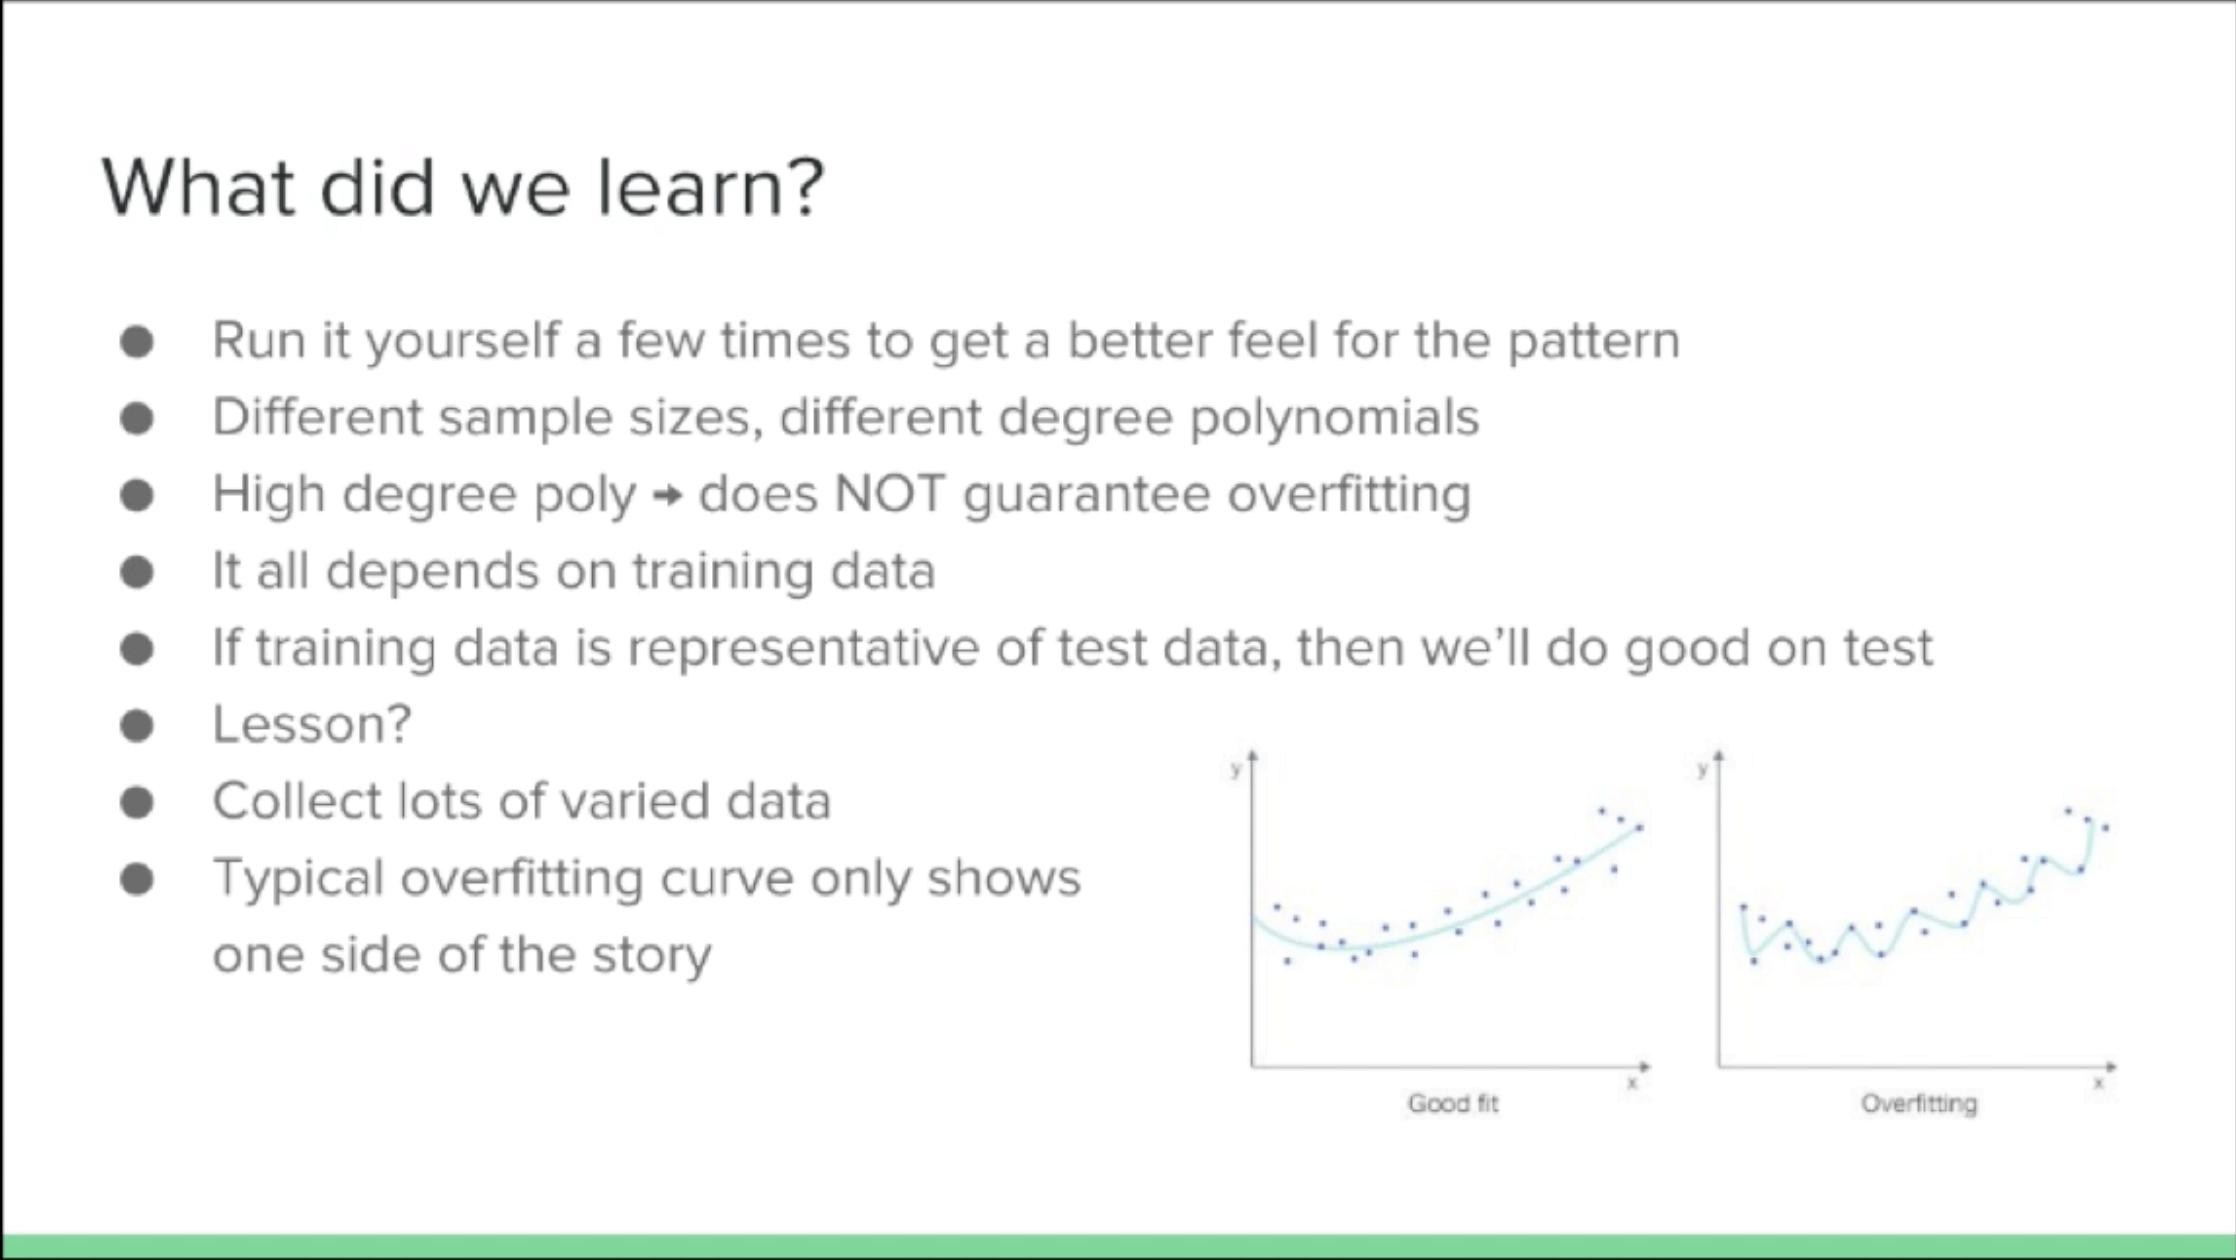 What did we learn?
● Run it yourself a few times to get a better feel for the pattern
● Different sample sizes, different degree polynomials
● High degree poly → does NOT guarantee overfitting
● It all depends on training data
● If training data is representative of test data, then we’ll do good on test
● Lesson?
● Collect lots of varied data
● Typical overfitting curve only shows
one side of the story
y
x
Good fit
y
x
Overfitting